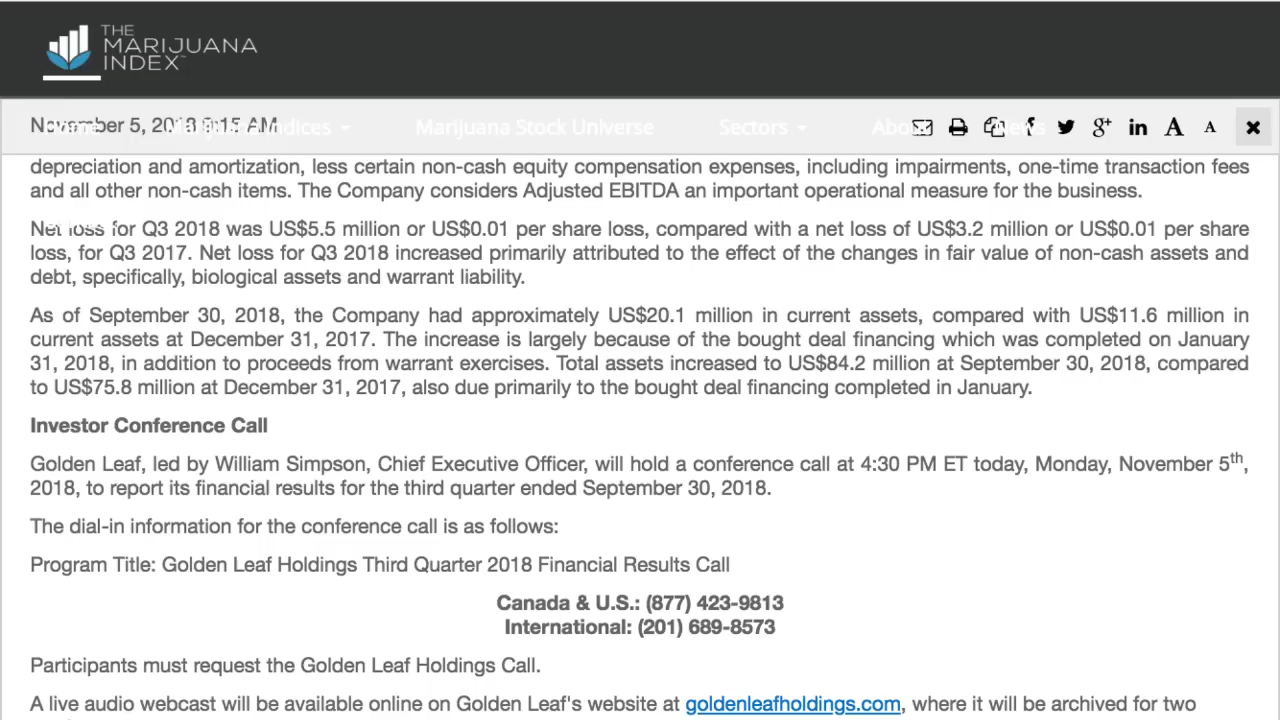 THE
MARIJUANA
INDEX™
November 5, 2018 9:15 AM
Home Marijuana Indices Marijuana Stock Universe Sectors About News
depreciation and amortization, less certain non-cash equity compensation expenses, including impairments, one-time transaction fees
and all other non-cash items. The Company considers Adjusted EBITDA an important operational measure for the business.
Net loss for Q3 2018 was US$5.5 million or US$0.01 per share loss, compared with a net loss of US$3.2 million or US$0.01 per share
loss, for Q3 2017. Net loss for Q3 2018 increased primarily attributed to the effect of the changes in fair value of non-cash assets and
debt, specifically, biological assets and warrant liability.
As of September 30, 2018, the Company had approximately US$20.1 million in current assets, compared with US$11.6 million in
current assets at December 31, 2017. The increase is largely because of the bought deal financing which was completed on January
31, 2018, in addition to proceeds from warrant exercises. Total assets increased to US$84.2 million at September 30, 2018, compared
to US$75.8 million at December 31, 2017, also due primarily to the bought deal financing completed in January.
Investor Conference Call
Golden Leaf, led by William Simpson, Chief Executive Officer, will hold a conference call at 4:30 PM ET today, Monday, November 5th,
2018, to report its financial results for the third quarter ended September 30, 2018.
The dial-in information for the conference call is as follows:
Program Title: Golden Leaf Holdings Third Quarter 2018 Financial Results Call
Canada & U.S.: (877) 423-9813
International: (201) 689-8573
Participants must request the Golden Leaf Holdings Call.
A live audio webcast will be available online on Golden Leaf's website at goldenleafholdings.com, where it will be archived for two